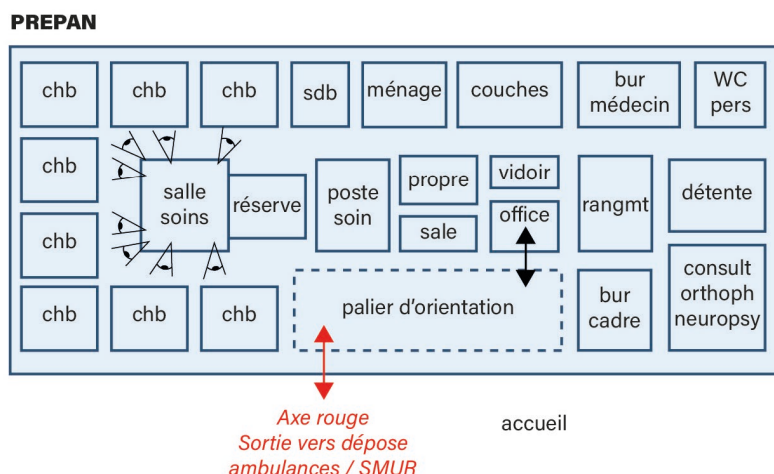 PREPAN
chb
chb
chb
sdb
ménage
couches
bur
médecin
WC
pers
chb
salle
soins
réserve
poste
soin
propre
vidoir
rangmt
détente
chb
sale
office
chb
chb
chb
palier d'orientation
bur
cadre
consult
orthoph
neuropsy
Axe rouge
Sortie vers dépose
ambulances / SMUR
accueil